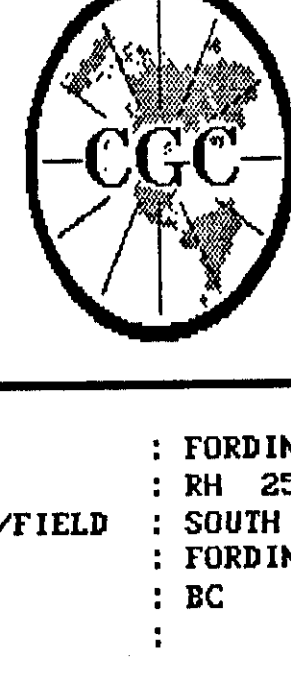 CGC
: FORDIN
: RH 25
/FIELD : SOUTH
: FORDIN
: BC
: